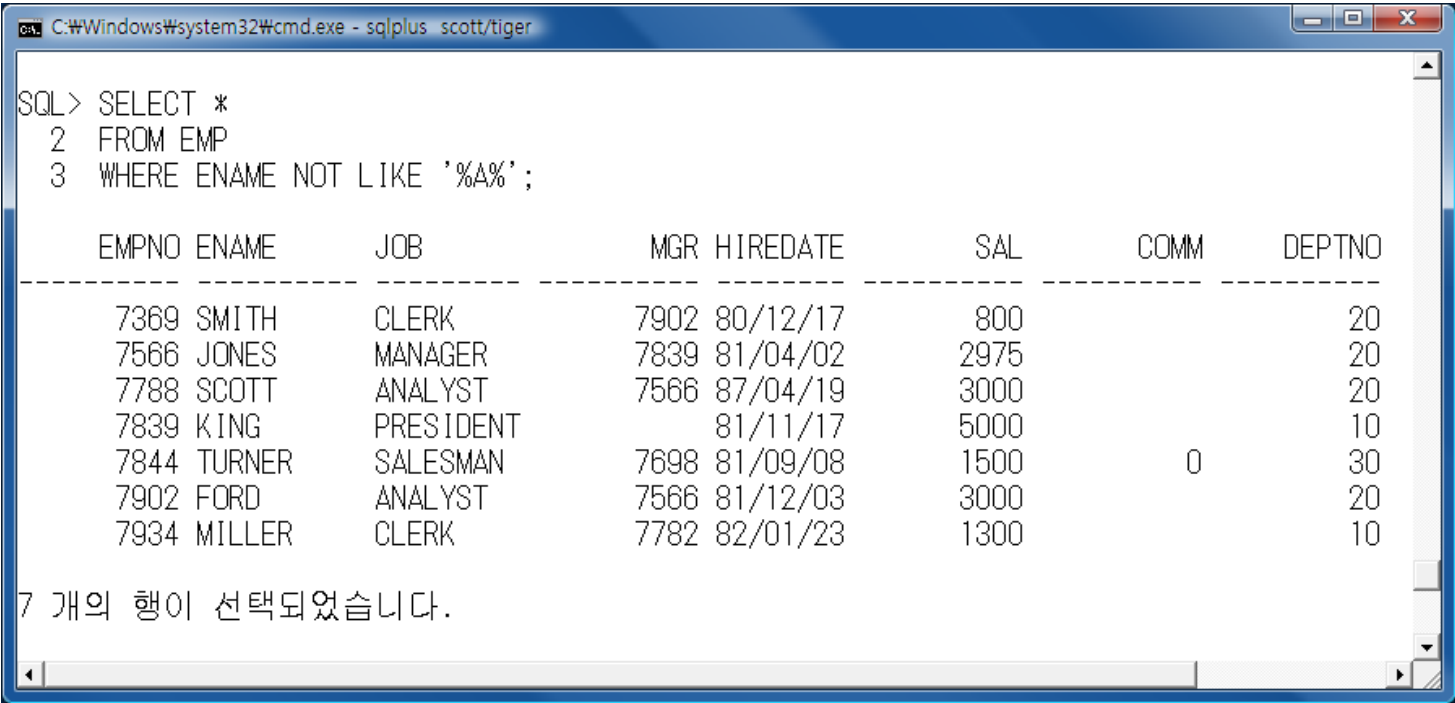 C:₩Windows₩system32₩cmd.exe - sqlplus  scott/tiger
SQL> SELECT *
  2  FROM EMP
  3  WHERE ENAME NOT LIKE '%A%';
     EMPNO ENAME      JOB              MGR HIREDATE        SAL       COMM     DEPTNO
---------- ---------- --------- ---------- -------- ---------- ---------- ----------
      7369 SMITH      CLERK           7902 80/12/17        800                    20
      7566 JONES      MANAGER         7839 81/04/02       2975                    20
      7788 SCOTT      ANALYST         7566 87/04/19       3000                    20
      7839 KING       PRESIDENT            81/11/17       5000                    10
      7844 TURNER     SALESMAN        7698 81/09/08       1500          0         30
      7902 FORD       ANALYST         7566 81/12/03       3000                    20
      7934 MILLER     CLERK           7782 82/01/23       1300                    10
7 개의 행이 선택되었습니다.